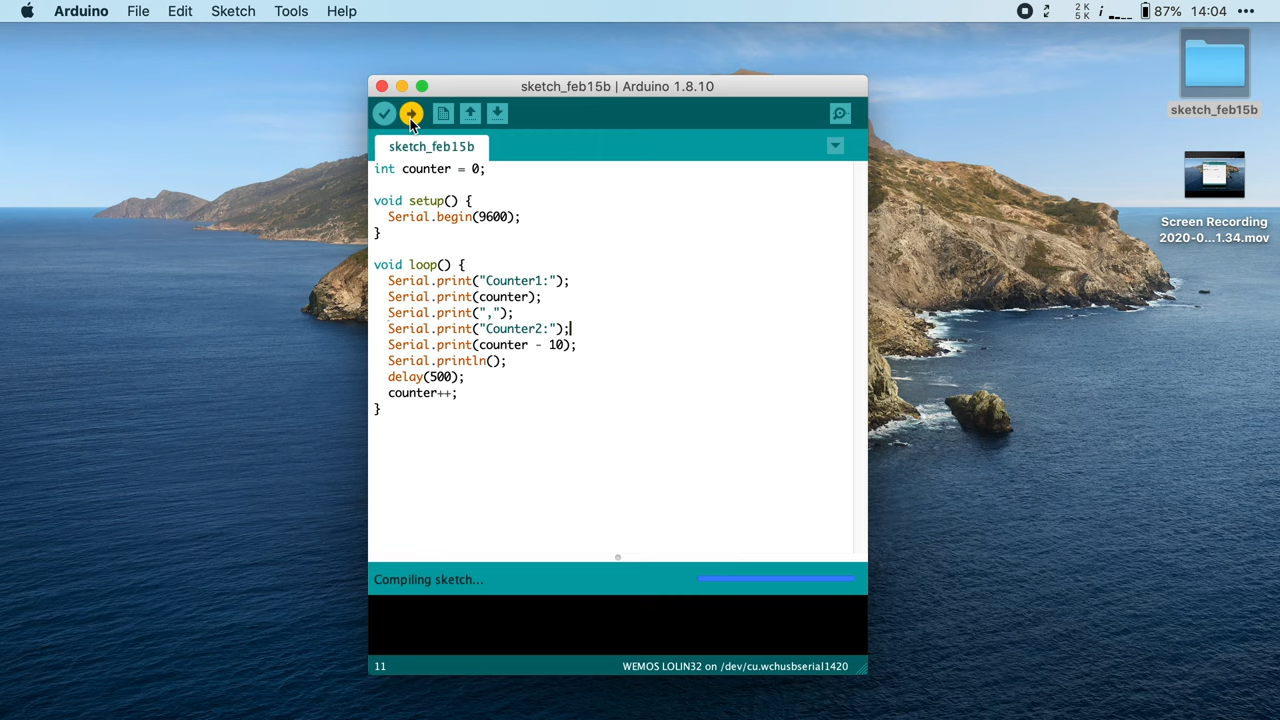 Arduino File Edit Sketch Tools Help
2 K
5 K
87% 14:04
sketch_feb15b | Arduino 1.8.10
sketch_feb15b
sketch_feb15b
Screen Recording
2020-0...1.34.mov
int counter = 0;
void setup() {
Serial.begin(9600);
}
void loop() {
Serial.print("Counter1:");
Serial.print(counter);
Serial.print(",");
Serial.print("Counter2:");
Serial.print(counter - 10);
Serial.println();
delay(500);
counter++;
}
Compiling sketch...
11 WEMOS LOLIN32 on /dev/cu.wchusbserial1420